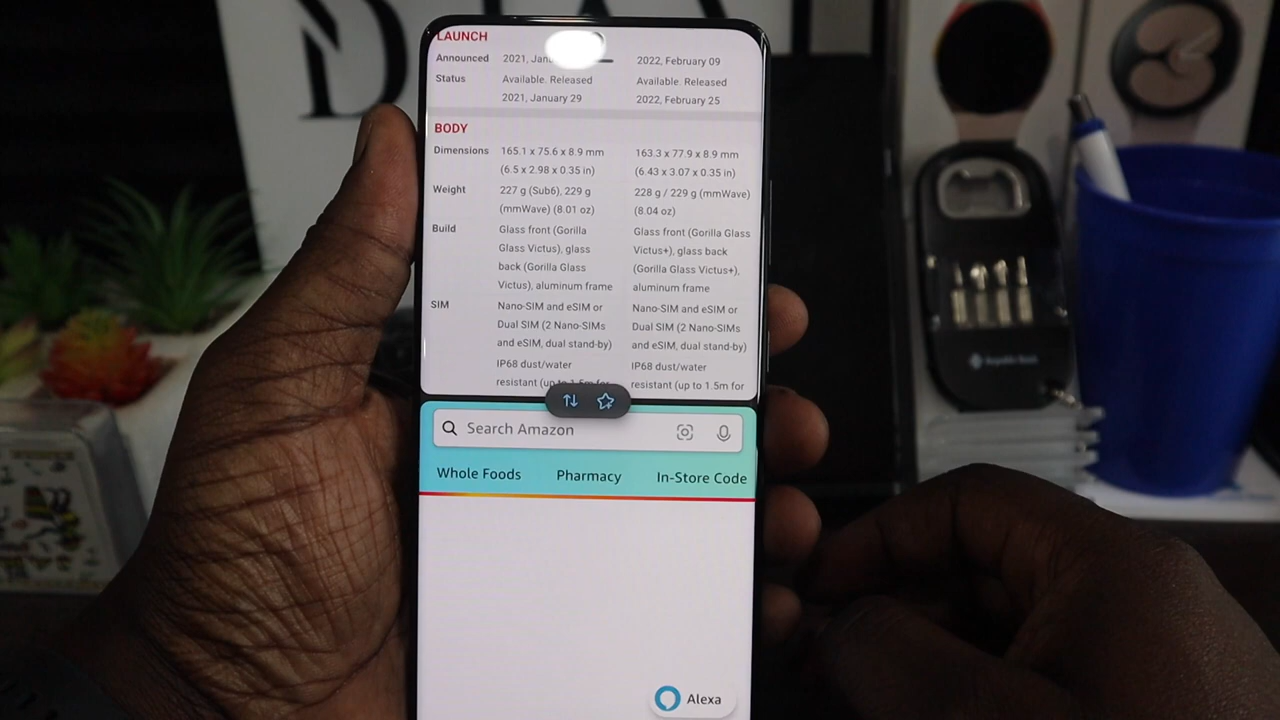 LAUNCH
Announced 2021, 2022, February 09
Status Available. Released Available. Released
2021, January 29 2022, February 25
BODY
Dimensions 165.1 x 75.6 x 8.9 mm 163.3 x 77.9 x 8.9 mm
(6.5 x 2.98 x 0.35 in) (6.43 x 3.07 x 0.35 in)
Weight 227 g (Sub6), 229 g 228 g / 229 g (mmWave)
(mmWave) (8.01 oz) (8.04 oz)
Build Glass front (Gorilla Glass front (Gorilla Glass
Glass Victus), glass Victus+), glass back
back (Gorilla Glass (Gorilla Glass Victus+),
Victus), aluminum frame aluminum frame
SIM Nano-SIM and eSIM or Nano-SIM and eSIM or
Dual SIM (2 Nano-SIMs Dual SIM (2 Nano-SIMs
and eSIM, dual stand-by) and eSIM, dual stand-by)
IP68 dust/water IP68 dust/water
resistant (up to 1.5m for resistant (up to 1.5m for
Search Amazon
Whole Foods Pharmacy In-Store Code
Alexa